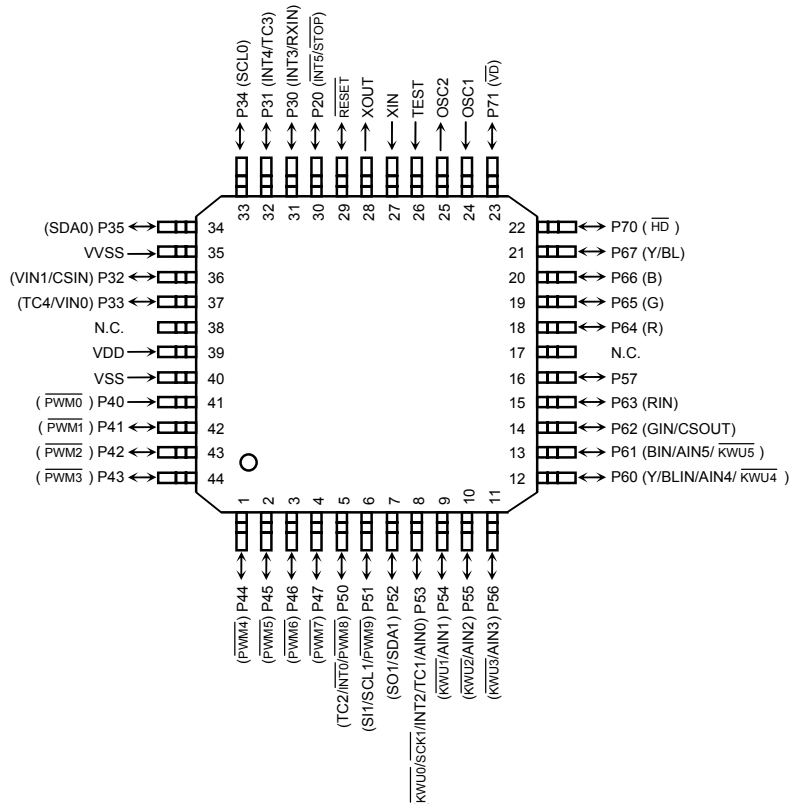 P34 (SCL0)
P31 (INT4/TC3)
P30 (INT3/RXIN)
P20 (INT5/STOP)
RESET
XOUT
XIN
TEST
OSC2
OSC1
P71 (VD)
33
32
31
30
29
28
27
26
25
24
23
(SDA0) P35
34
VVSS
35
(VIN1/CSIN) P32
36
(TC4/VIN0) P33
37
N.C.
38
VDD
39
VSS
40
( PWM0 ) P40
41
( PWM1 ) P41
42
( PWM2 ) P42
43
( PWM3 ) P43
44
22
P70 ( HD )
21
P67 (Y/BL)
20
P66 (B)
19
P65 (G)
18
P64 (R)
17
N.C.
16
P57
15
P63 (RIN)
14
P62 (GIN/CSOUT)
13
P61 (BIN/AIN5/ KWU5 )
12
P60 (Y/BLIN/AIN4/ KWU4 )
1
2
3
4
5
6
7
8
9
10
11
(PWM4) P44
(PWM5) P45
(PWM6) P46
(PWM7) P47
(TC2/INT0/PWM8) P50
(SI1/SCL1/PWM9) P51
(SO1/SDA1) P52
KWU0/SCK1/INT2/TC1/AIN0) P53
(KWU1/AIN1) P54
(KWU2/AIN2) P55
(KWU3/AIN3) P56